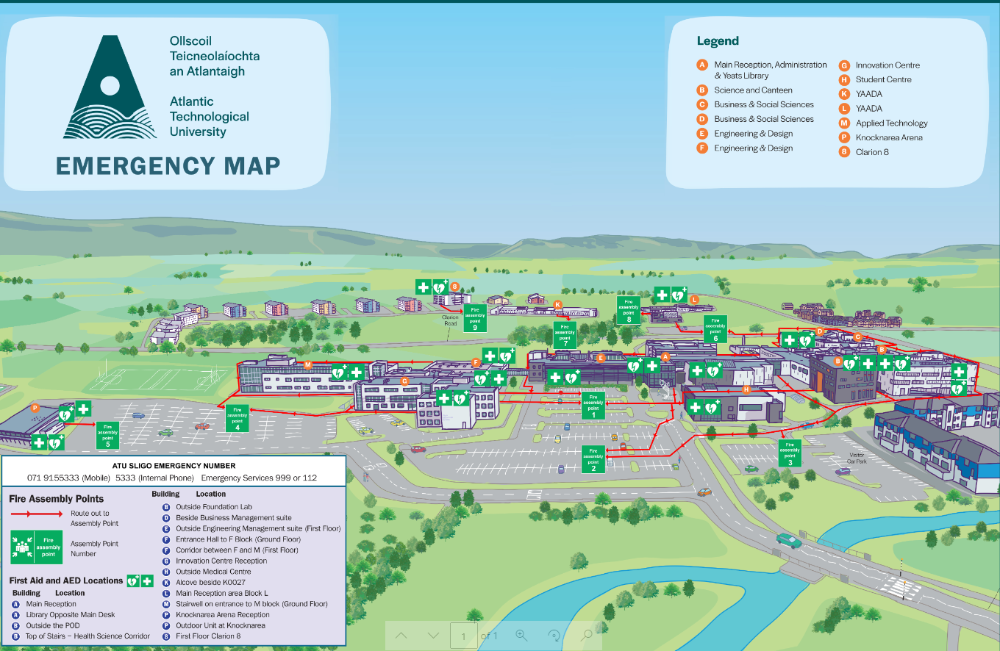 Ollscoil
Teicneolaíochta
an Atlantaigh
Atlantic
Technological
University
EMERGENCY MAP
Legend
A Main Reception, Administration
& Yeats Library
B Science and Canteen
C Business & Social Sciences
D Business & Social Sciences
E Engineering & Design
F Engineering & Design
G Innovation Centre
H Student Centre
K YAADA
L YAADA
M Applied Technology
P Knocknarea Arena
8 Clarion 8
8
Clarion
Road
Fire
assembly
point
9
K
Fire
assembly
point
7
Fire
assembly
point
8
L
Fire
assembly
point
6
D
C
B
B
M
F
G
E
A
H
P
Fire
assembly
point
5
Fire
assembly
point
4
Fire
assembly
point
1
Fire
assembly
point
2
Fire
assembly
point
3
Visitor
Car Park
ATU SLIGO EMERGENCY NUMBER
071 9155333 (Mobile) 5333 (Internal Phone) Emergency Services 999 or 112
Fire Assembly Points
Route out to
Assembly Point
Fire
assembly
point
Assembly Point
Number
First Aid and AED Locations
Building Location
A Main Reception
A Library Opposite Main Desk
B Outside the POD
B Top of Stairs – Health Science Corridor
Building Location
B Outside Foundation Lab
D Beside Business Management suite
E Outside Engineering Management suite (First Floor)
F Entrance Hall to F Block (Ground Floor)
F Corridor between F and M (First Floor)
G Innovation Centre Reception
H Outside Medical Centre
K Alcove beside K0027
L Main Reception area Block L
M Stairwell on entrance to M block (Ground Floor)
P Knocknarea Arena Reception
P Outdoor Unit at Knocknarea
8 First Floor Clarion 8
1 of 1